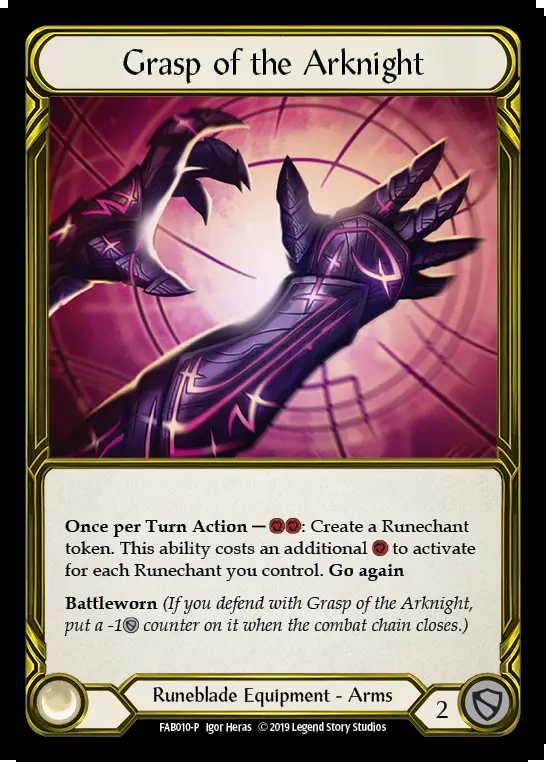 Grasp of the Arknight
Once per Turn Action — : Create a Runechant
token. This ability costs an additional to activate
for each Runechant you control. Go again
Battleworn (If you defend with Grasp of the Arknight,
put a -1 counter on it when the combat chain closes.)
Runeblade Equipment - Arms
2
FAB010-P Igor Heras © 2019 Legend Story Studios